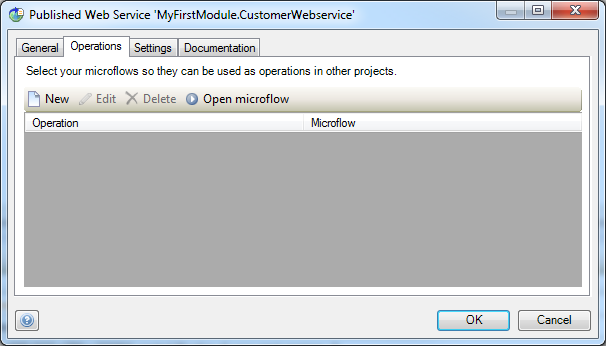 Published Web Service 'MyFirstModule.CustomerWebservice'
General Operations Settings Documentation
Select your microflows so they can be used as operations in other projects.
New Edit Delete Open microflow
Operation Microflow
OK Cancel